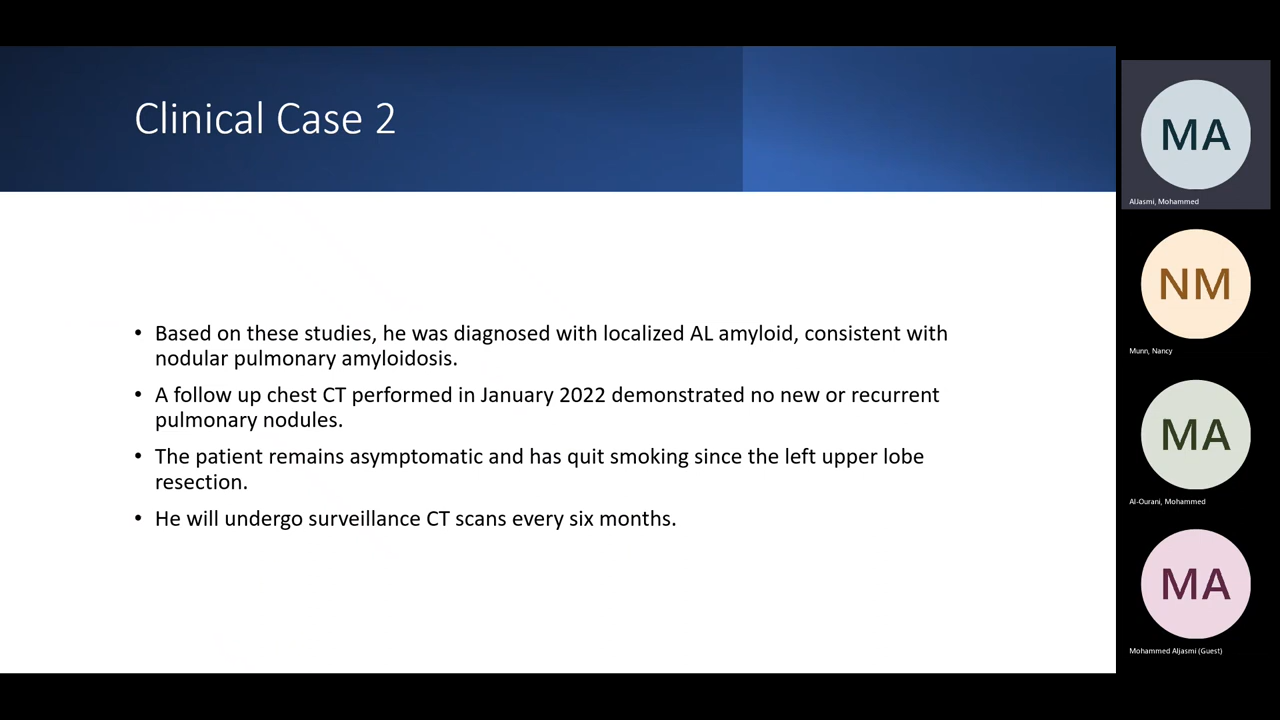 Clinical Case 2
• Based on these studies, he was diagnosed with localized AL amyloid, consistent with
nodular pulmonary amyloidosis.
• A follow up chest CT performed in January 2022 demonstrated no new or recurrent
pulmonary nodules.
• The patient remains asymptomatic and has quit smoking since the left upper lobe
resection.
• He will undergo surveillance CT scans every six months.
MA
AlJasmi, Mohammed
NM
Munn, Nancy
MA
Al-Ourani, Mohammed
MA
Mohammed Aljasmi (Guest)